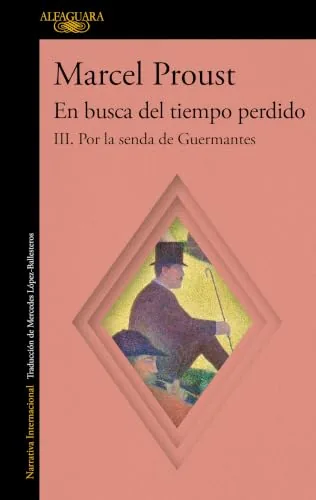 ALFAGUARA
Marcel Proust
En busca del tiempo perdido
III. Por la senda de Guermantes
Narrativa Internacional
Traducción de Mercedes López-Ballesteros